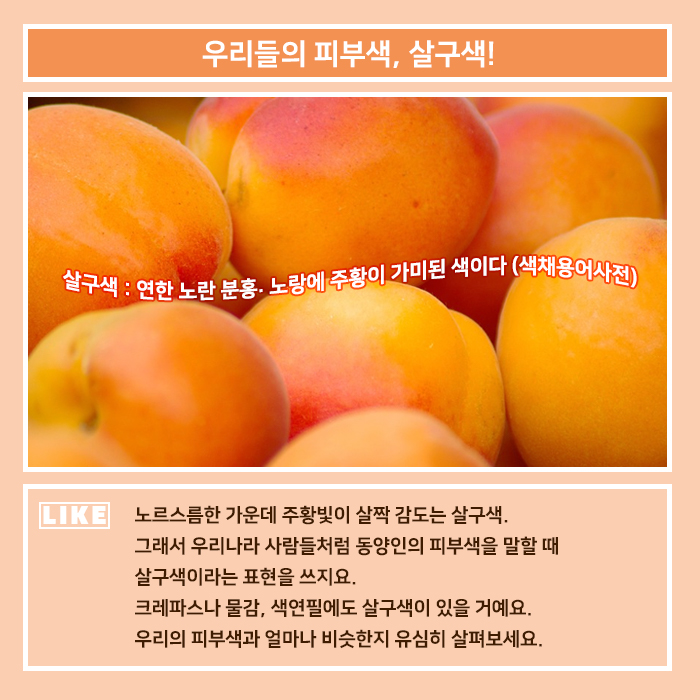 우리들의 피부색, 살구색!
살구색 : 연한 노란 분홍· 노랑에 주황이 가미된 색이다 (색채용어사전)
LIKE
노르스름한 가운데 주황빛이 살짝 감도는 살구색.
그래서 우리나라 사람들처럼 동양인의 피부색을 말할 때
살구색이라는 표현을 쓰지요.
크레파스나 물감, 색연필에도 살구색이 있을 거예요.
우리의 피부색과 얼마나 비슷한지 유심히 살펴보세요.